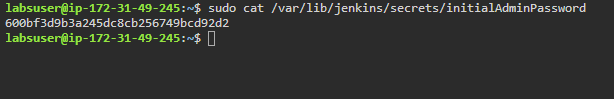 labsuser@ip-172-31-49-245:~$ sudo cat /var/lib/jenkins/secrets/initialAdminPassword
600bf3d9b3a245dc8cb256749bcd92d2
labsuser@ip-172-31-49-245:~$